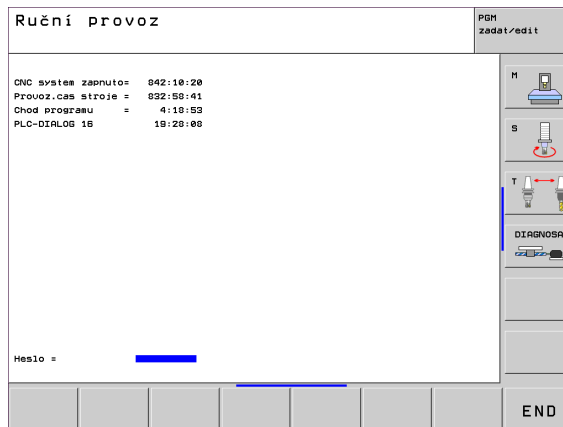 Ruční provoz
PGM
zadat/edit
CNC system zapnuto= 842:10:20
Provoz.cas stroje = 832:58:41
Chod programu = 4:18:53
PLC-DIALOG 16 19:28:08
M
S
T
DIAGNOSA
Heslo =
END